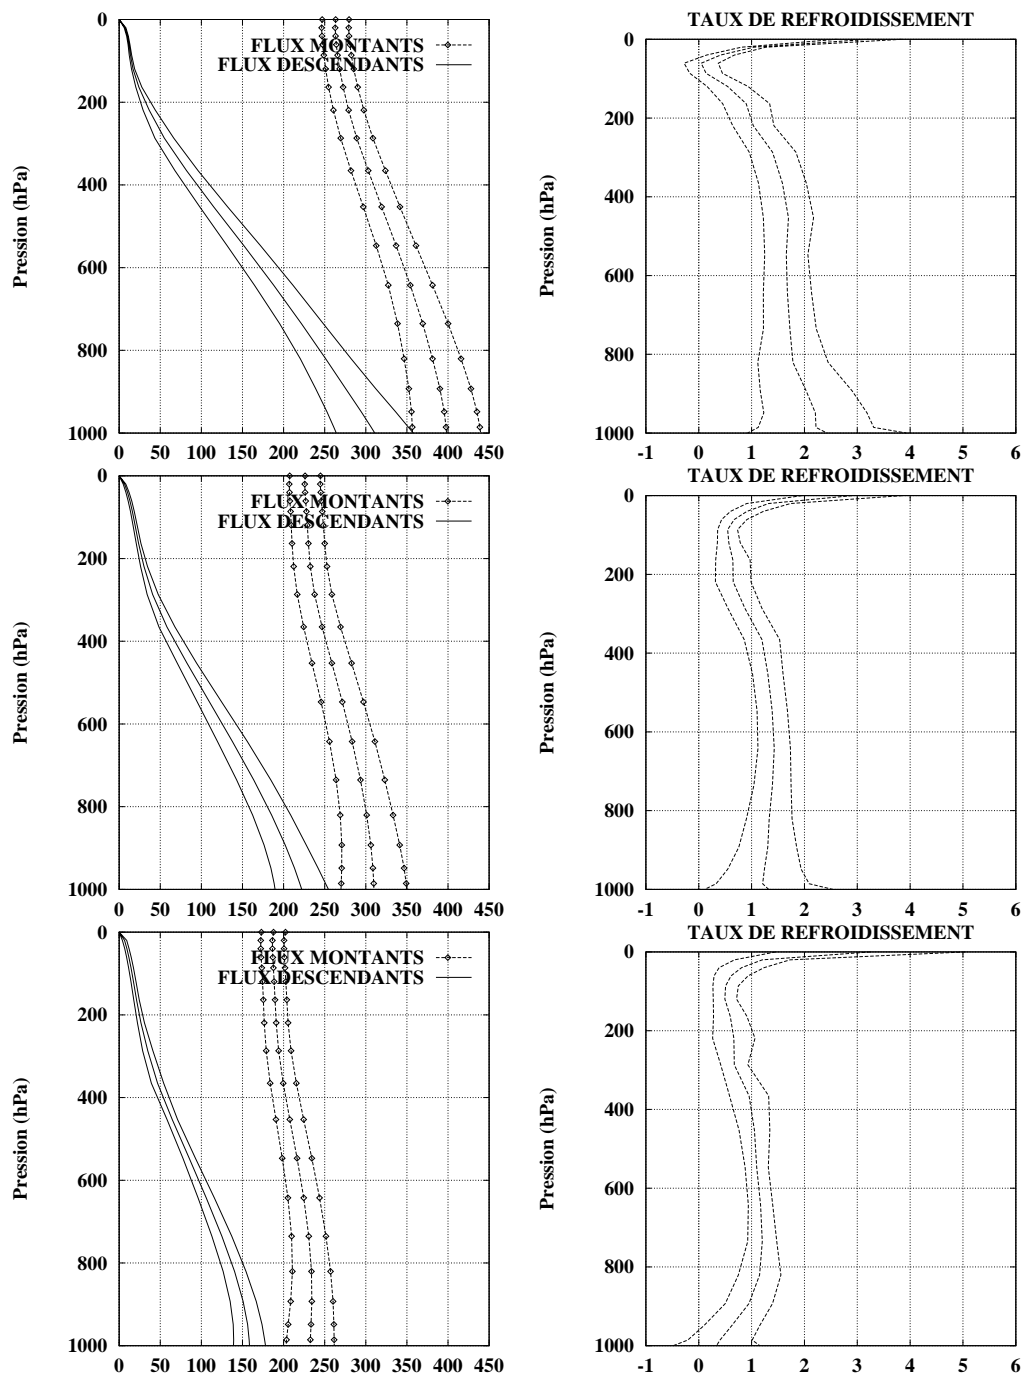 TAUX DE REFROIDISSEMENT
FLUX MONTANTS
FLUX DESCENDANTS
0
200
400
600
800
1000
Pression (hPa)
0 50 100 150 200 250 300 350 400 450
0
200
400
600
800
1000
Pression (hPa)
-1 0 1 2 3 4 5 6
TAUX DE REFROIDISSEMENT
FLUX MONTANTS
FLUX DESCENDANTS
0
200
400
600
800
1000
Pression (hPa)
0 50 100 150 200 250 300 350 400 450
0
200
400
600
800
1000
Pression (hPa)
-1 0 1 2 3 4 5 6
TAUX DE REFROIDISSEMENT
FLUX MONTANTS
FLUX DESCENDANTS
0
200
400
600
800
1000
Pression (hPa)
0 50 100 150 200 250 300 350 400 450
0
200
400
600
800
1000
Pression (hPa)
-1 0 1 2 3 4 5 6